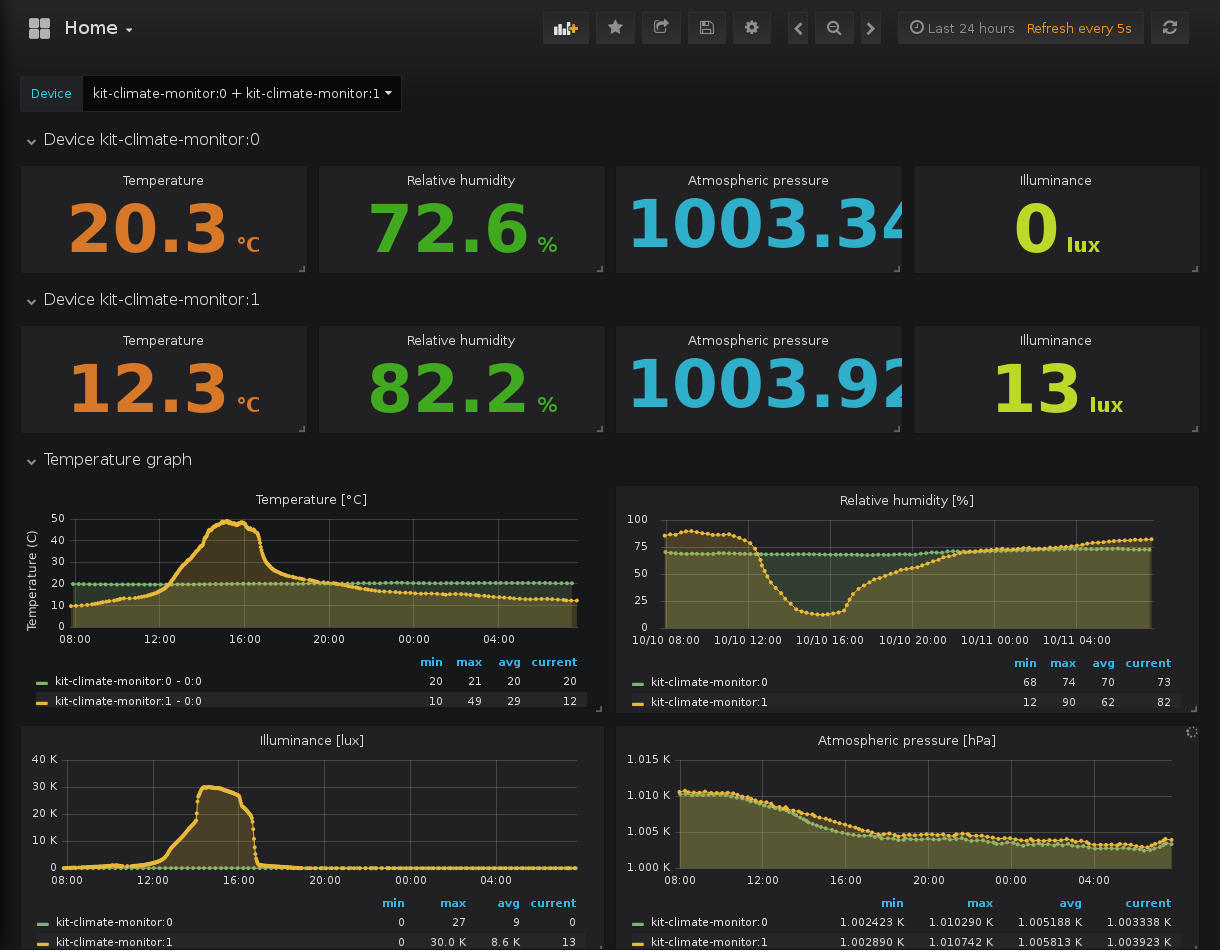 Home
Last 24 hours Refresh every 5s
Device kit-climate-monitor:0 + kit-climate-monitor:1
Device kit-climate-monitor:0
Temperature Relative humidity Atmospheric pressure Illuminance
20.3 °C 72.6 % 1003.34 0 lux
Device kit-climate-monitor:1
Temperature Relative humidity Atmospheric pressure Illuminance
12.3 °C 82.2 % 1003.92 13 lux
Temperature graph
Temperature [°C]
Temperature (C)
50
40
30
20
10
0
08:00 12:00 16:00 20:00 00:00 04:00
min max avg current
kit-climate-monitor:0 - 0:0 20 21 20 20
kit-climate-monitor:1 - 0:0 10 49 29 12
Relative humidity [%]
100
75
50
25
0
10/10 08:00 10/10 12:00 10/10 16:00 10/10 20:00 10/11 00:00 10/11 04:00
min max avg current
kit-climate-monitor:0 68 74 70 73
kit-climate-monitor:1 12 90 62 82
Illuminance [lux]
40 K
30 K
20 K
10 K
0
08:00 12:00 16:00 20:00 00:00 04:00
min max avg current
kit-climate-monitor:0 0 27 9 0
kit-climate-monitor:1 0 30.0 K 8.6 K 13
Atmospheric pressure [hPa]
1.015 K
1.010 K
1.005 K
1.000 K
08:00 12:00 16:00 20:00 00:00 04:00
min max avg current
kit-climate-monitor:0 1.002423 K 1.010290 K 1.005188 K 1.003338 K
kit-climate-monitor:1 1.002890 K 1.010742 K 1.005813 K 1.003923 K